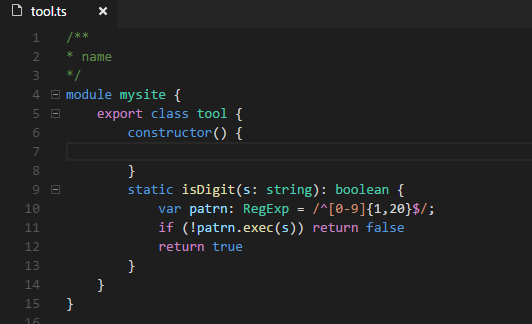 tool.ts ×
1 /**
2 * name
3 */
4 module mysite {
5 export class tool {
6 constructor() {
7
8 }
9 static isDigit(s: string): boolean {
10 var patrn: RegExp = /^[0-9]{1,20}$/;
11 if (!patrn.exec(s)) return false
12 return true
13 }
14 }
15 }
16